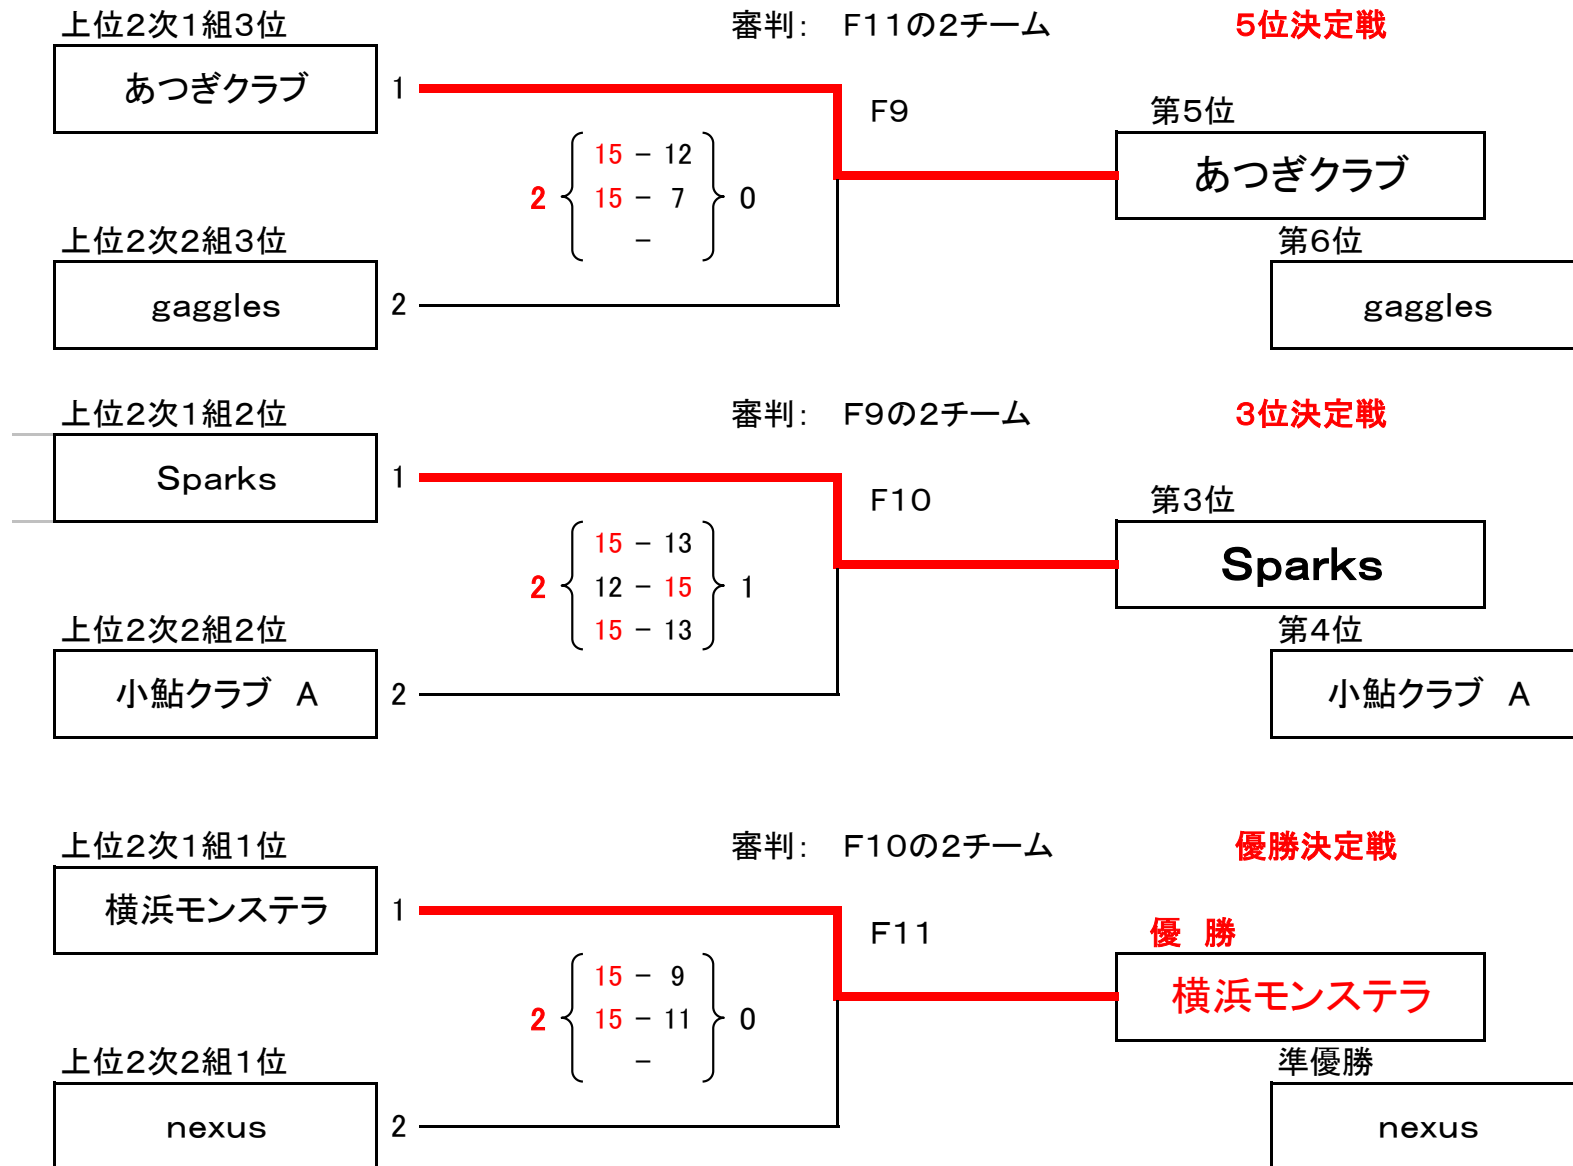 上位2次1組3位
審判： F11の2チーム
5位決定戦
あつぎクラブ
1
F9
第5位
あつぎクラブ
15 － 12
2
15 － 7
0
－
上位2次2組3位
第6位
gaggles
2
gaggles
上位2次1組2位
審判： F9の2チーム
3位決定戦
Sparks
1
F10
第3位
Sparks
15 － 13
2
12 － 15
1
15 － 13
上位2次2組2位
第4位
小鮎クラブ A
2
小鮎クラブ A
上位2次1組1位
審判： F10の2チーム
優勝決定戦
横浜モンステラ
1
F11
優 勝
横浜モンステラ
15 － 9
2
15 － 11
0
－
上位2次2組1位
準優勝
nexus
2
nexus